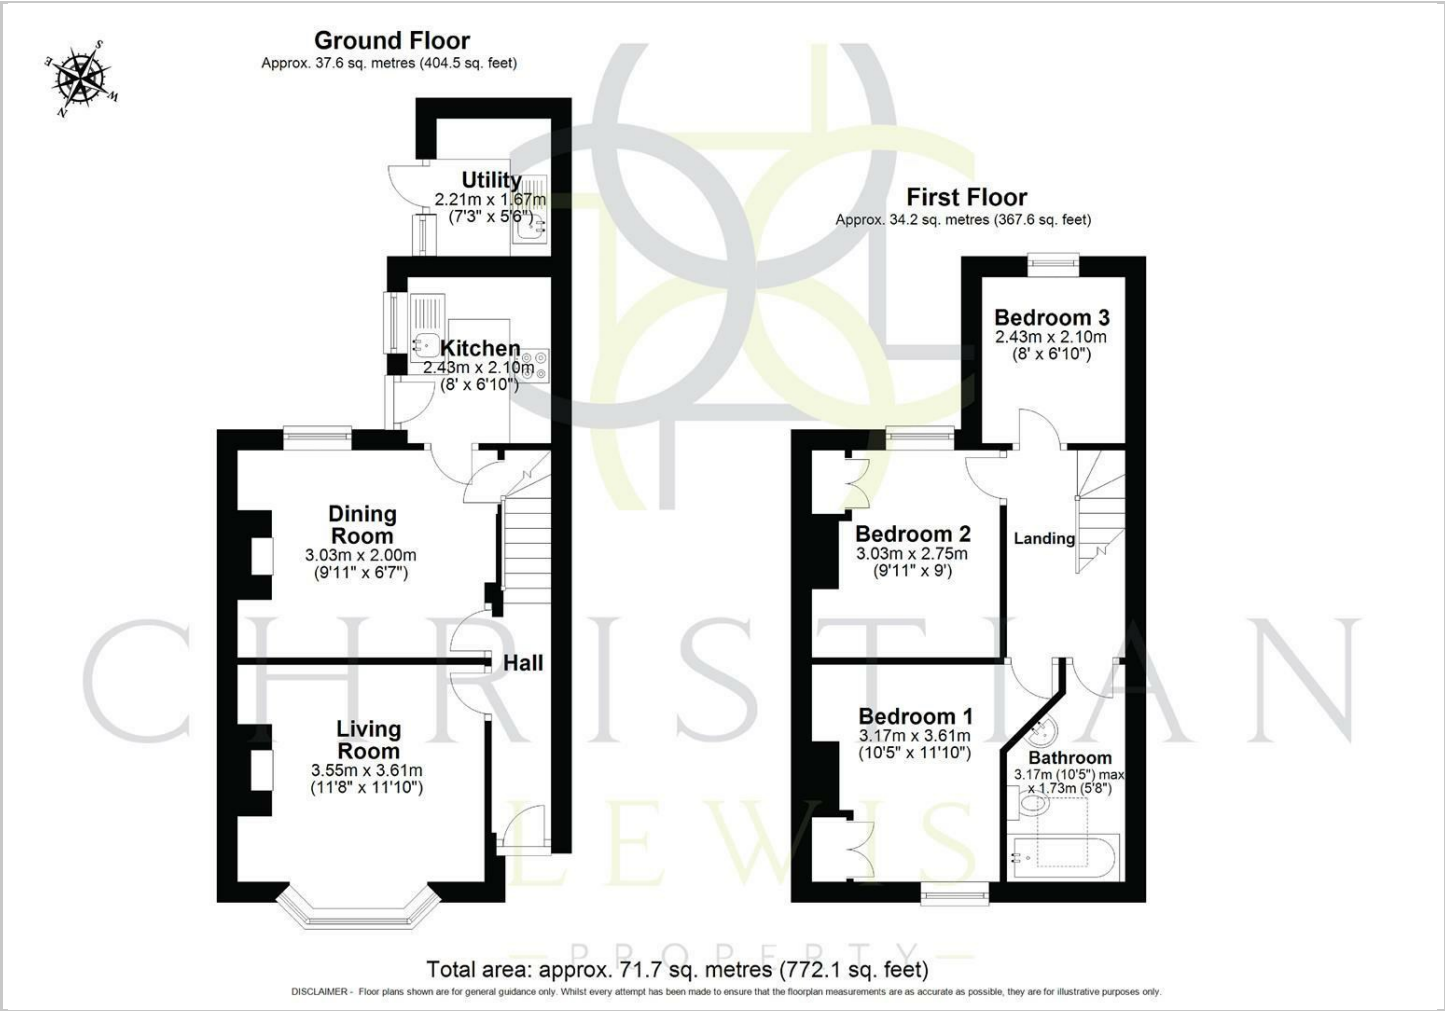 S
E
W
N
Ground Floor
Approx. 37.6 sq. metres (404.5 sq. feet)
Utility
2.21m x 1.67m
(7'3" x 5'6")
Kitchen
2.43m x 2.10m
(8' x 6'10")
Dining
Room
3.03m x 2.00m
(9'11" x 6'7")
Hall
Living
Room
3.55m x 3.61m
(11'8" x 11'10")
First Floor
Approx. 34.2 sq. metres (367.6 sq. feet)
Bedroom 3
2.43m x 2.10m
(8' x 6'10")
Bedroom 2
3.03m x 2.75m
(9'11" x 9')
Landing
Bedroom 1
3.17m x 3.61m
(10'5" x 11'10")
Bathroom
3.17m (10'5") max
x 1.73m (5'8")
CHRISTIAN
LEWIS
PROPERTY
Total area: approx. 71.7 sq. metres (772.1 sq. feet)
DISCLAIMER - Floor plans shown are for general guidance only. Whilst every attempt has been made to ensure that the floorplan measurements are as accurate as possible, they are for illustrative purposes only.